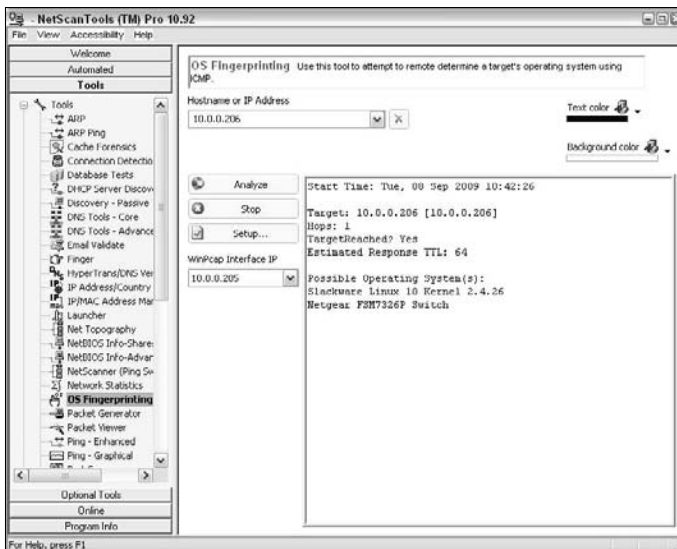 NetScanTools (TM) Pro 10.92
File View Accessibility Help
Welcome
Automated
Tools
Tools
ARP
ARP Ping
Cache Forensics
Connection Detectio
Database Tests
DHCP Server Discov
Discovery - Passive
DNS Tools - Core
DNS Tools - Advance
Email Validate
Finger
HyperTrans/DNS Ver
IP Address/Country
IP/MAC Address Mar
Launcher
Net Topography
NetBIOS Info-Share
NetBIOS Info-Advar
NetScanner (Ping Sw
Network Statistics
OS Fingerprinting
Packet Generator
Packet Viewer
Ping - Enhanced
Ping - Graphical
Optional Tools
Online
Program Info
For Help, press F1
OS Fingerprinting Use this tool to attempt to remote determine a target's operating system using
ICMP.
Hostname or IP Address
10.0.0.206
Text color
Background color
Analyze
Stop
Setup...
WinPcap Interface IP
10.0.0.205
Start Time: Tue, 08 Sep 2009 10:42:26
Target: 10.0.0.206 [10.0.0.206]
Hops: 1
TargetReached? Yes
Estimated Response TTL: 64
Possible Operating System(s):
Slackware Linux 10 Kernel 2.4.26
Netgear FSM7326P Switch